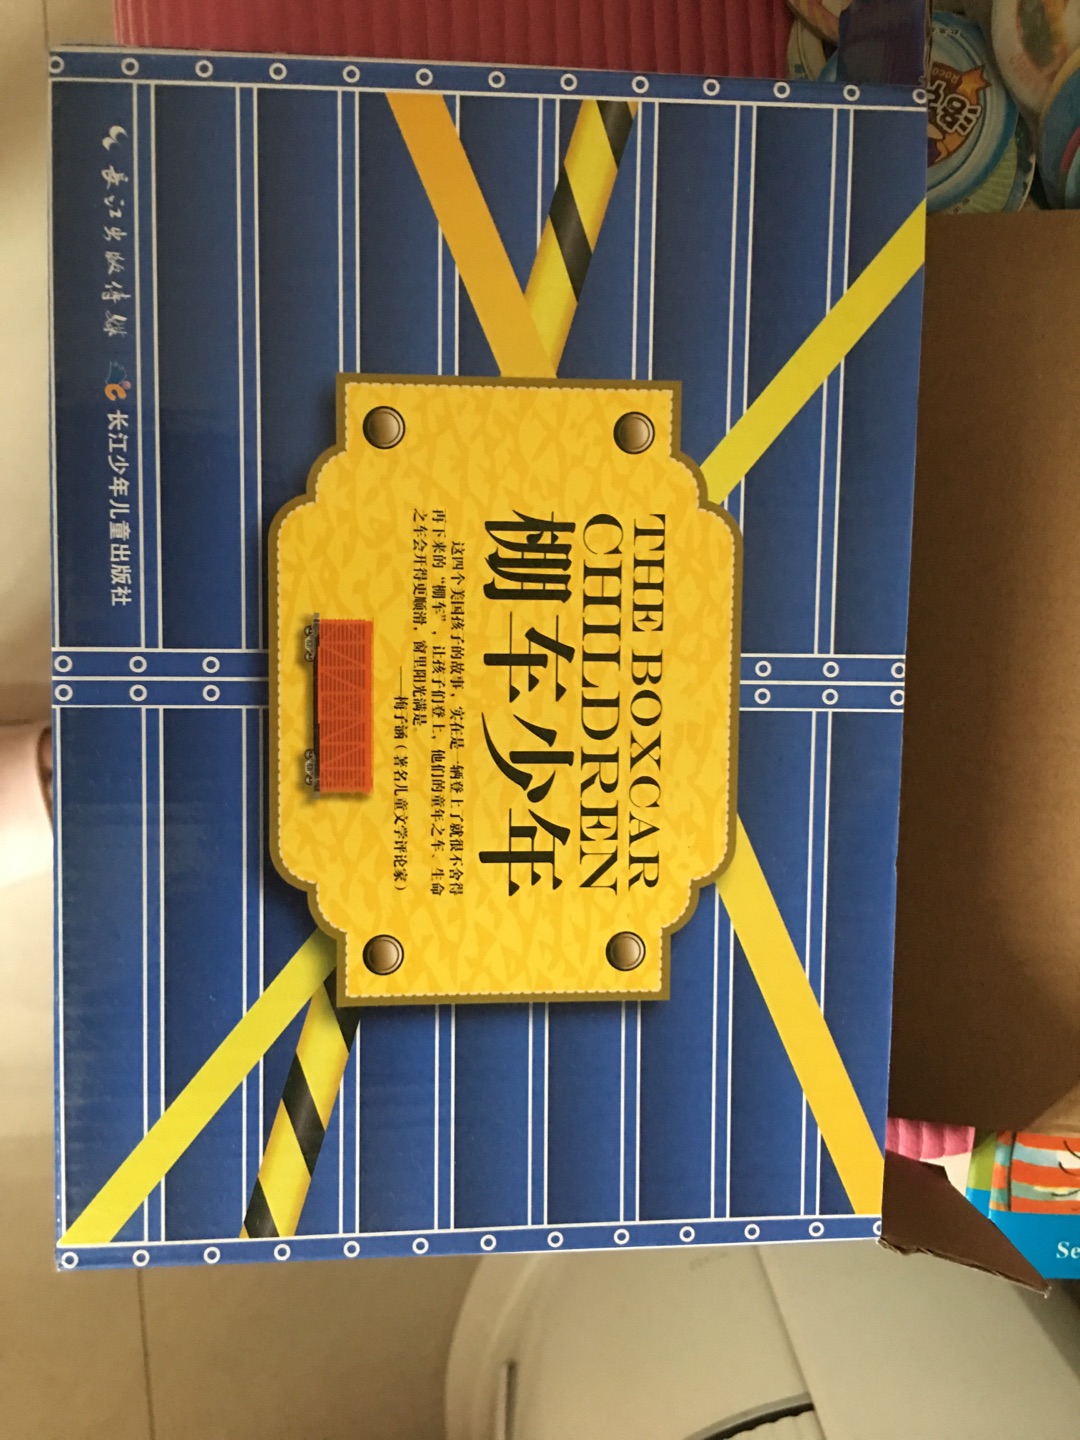 THE BOXCAR
CHILDREN
棚车少年
这四个美国孩子的故事，实在是一辆登上了就很不舍得
再下来的“棚车”，让孩子们登上，他们的童年之车、生命
之车会开得更顺滑，窗里阳光满是。
——梅子涵（著名儿童文学评论家）
长江出版传媒 长江少年儿童出版社
Se